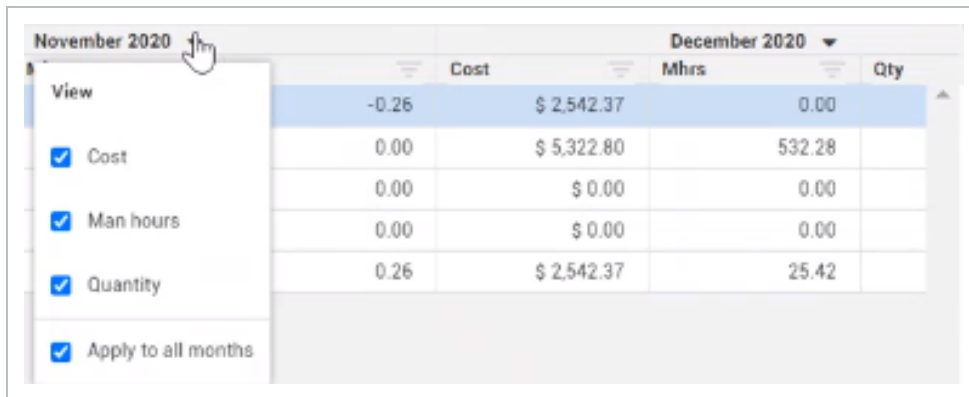 November 2020 December 2020
Cost Mhrs Qty
View
-0.26 $ 2,542.37 0.00
Cost 0.00 $ 5,322.80 532.28
0.00 $ 0.00 0.00
Man hours 0.00 $ 0.00 0.00
Quantity 0.26 $ 2,542.37 25.42
Apply to all months